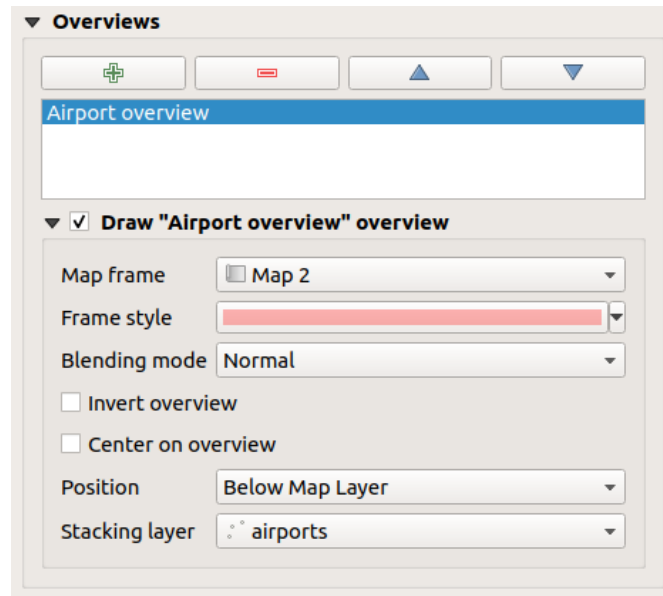 Overviews
Airport overview
Draw "Airport overview" overview
Map frame Map 2
Frame style
Blending mode Normal
Invert overview
Center on overview
Position Below Map Layer
Stacking layer airports